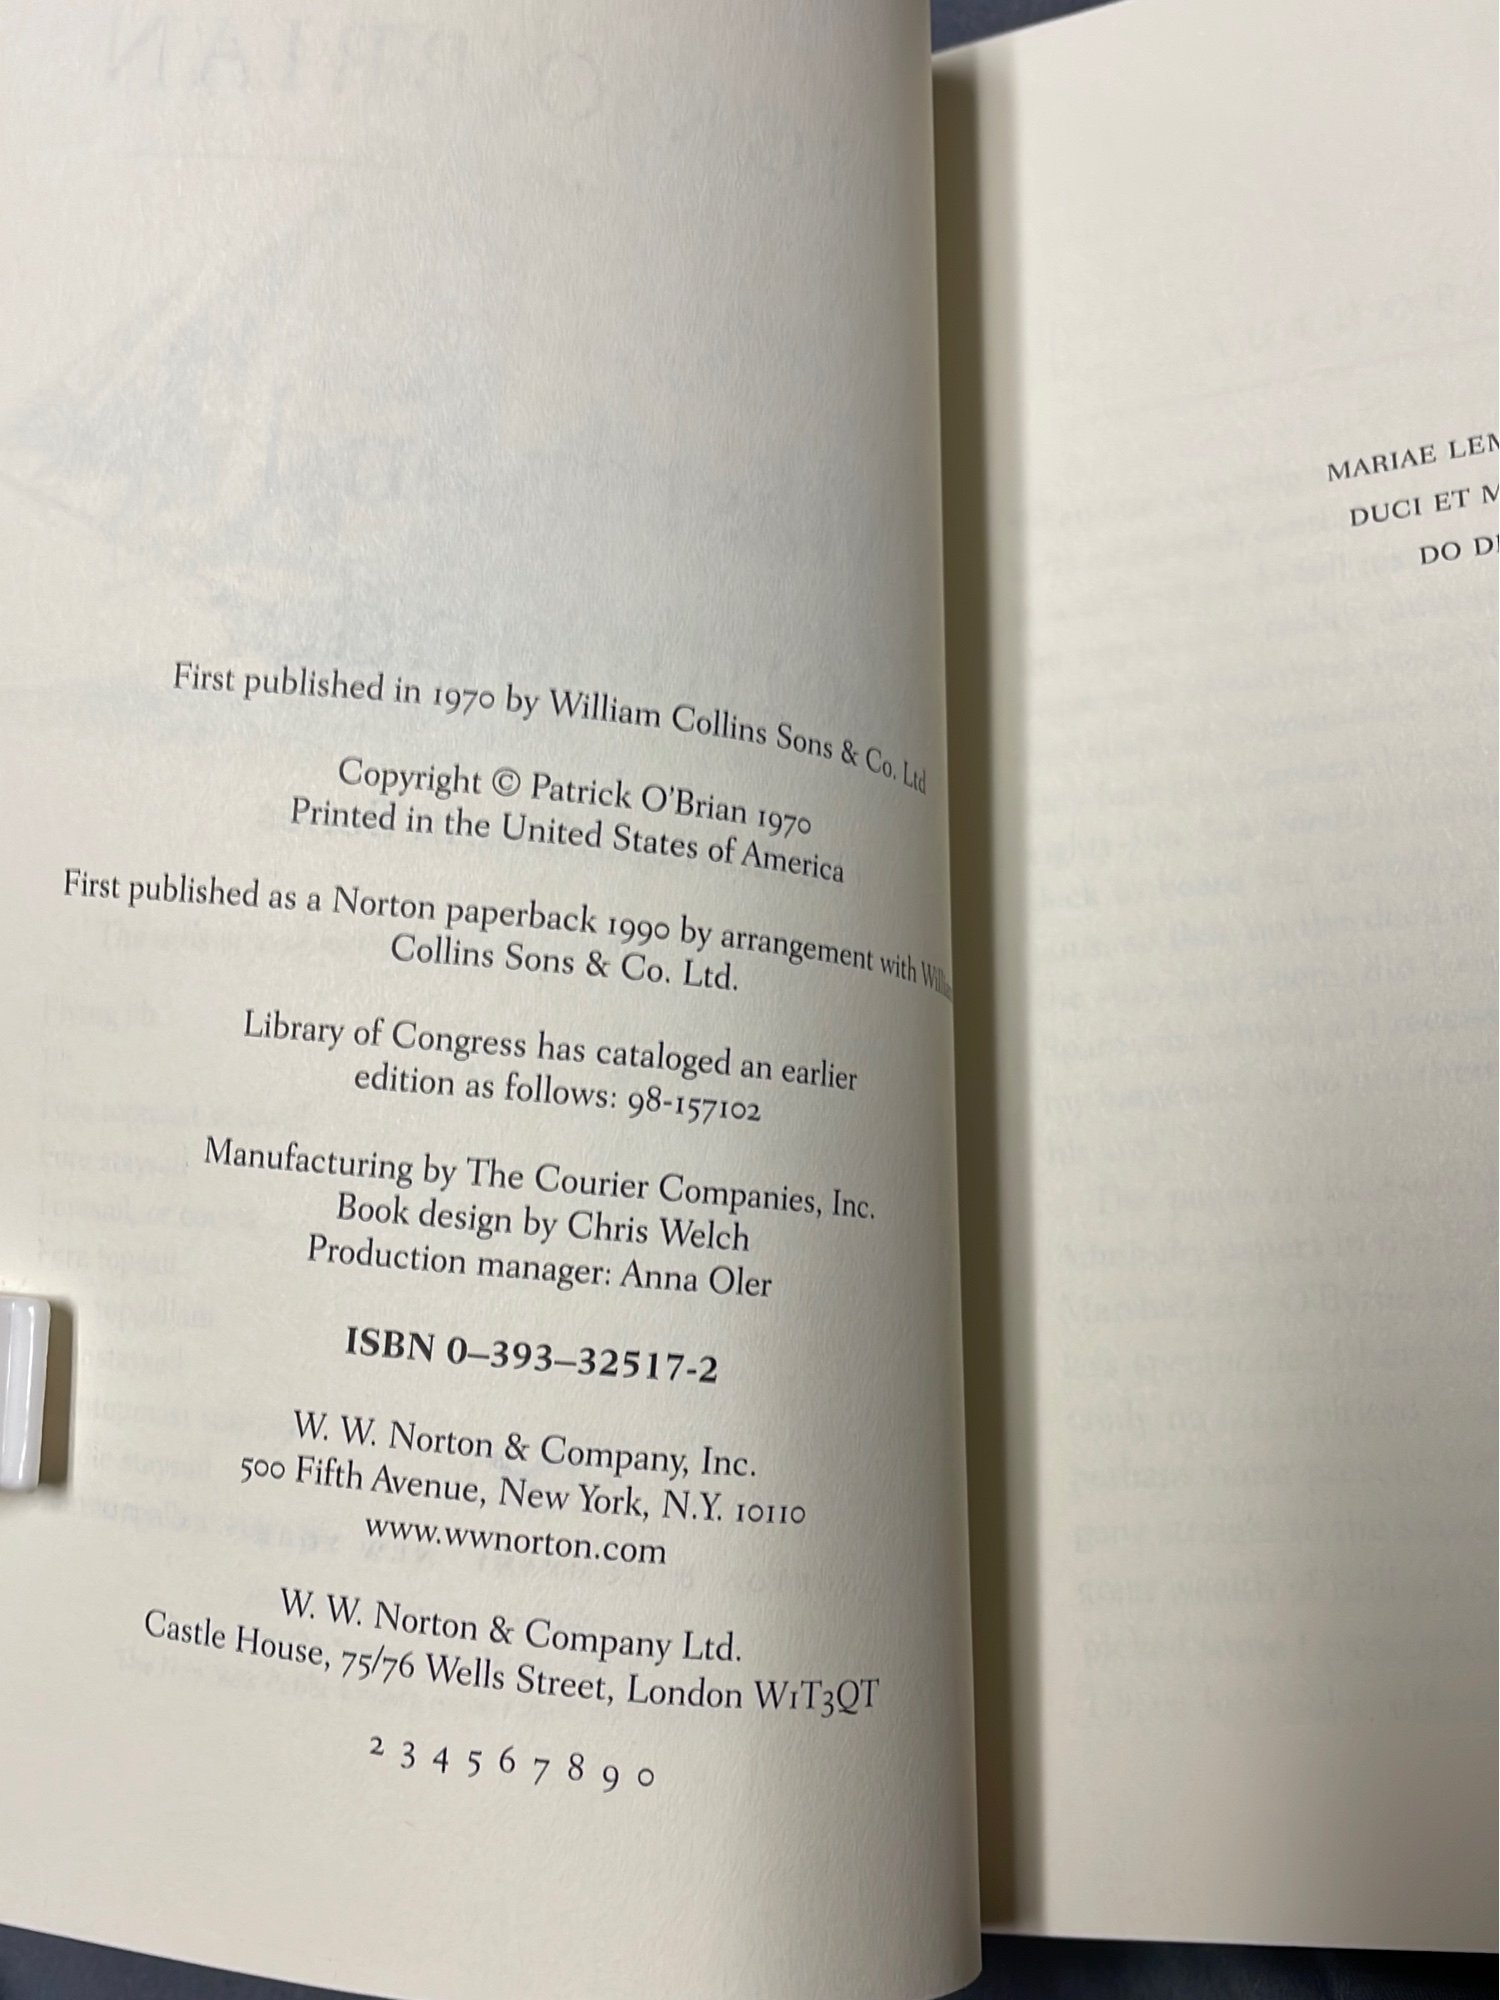 First published in 1970 by William Collins Sons & Co. Ltd
Copyright © Patrick O'Brian 1970
Printed in the United States of America
First published as a Norton paperback 1990 by arrangement with
Collins Sons & Co. Ltd.
Library of Congress has cataloged an earlier
edition as follows: 98-157102
Manufacturing by The Courier Companies, Inc.
Book design by Chris Welch
Production manager: Anna Oler
ISBN 0–393–32517-2
W. W. Norton & Company, Inc.
500 Fifth Avenue, New York, N.Y. 10110
www.wwnorton.com
W. W. Norton & Company Ltd.
Castle House, 75/76 Wells Street, London W1T3QT
2 3 4 5 6 7 8 9 0
MARIAE
DUCI ET
DO